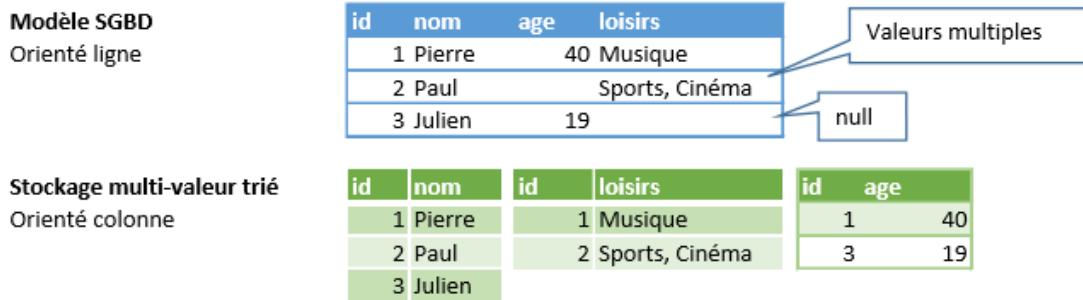 Modèle SGBD
Orienté ligne
id nom age loisirs
1 Pierre 40 Musique
2 Paul Sports, Cinéma
3 Julien 19
Valeurs multiples
null
Stockage multi-valeur trié
Orienté colonne
id nom
1 Pierre
2 Paul
3 Julien
id loisirs
1 Musique
2 Sports, Cinéma
id age
1 40
3 19